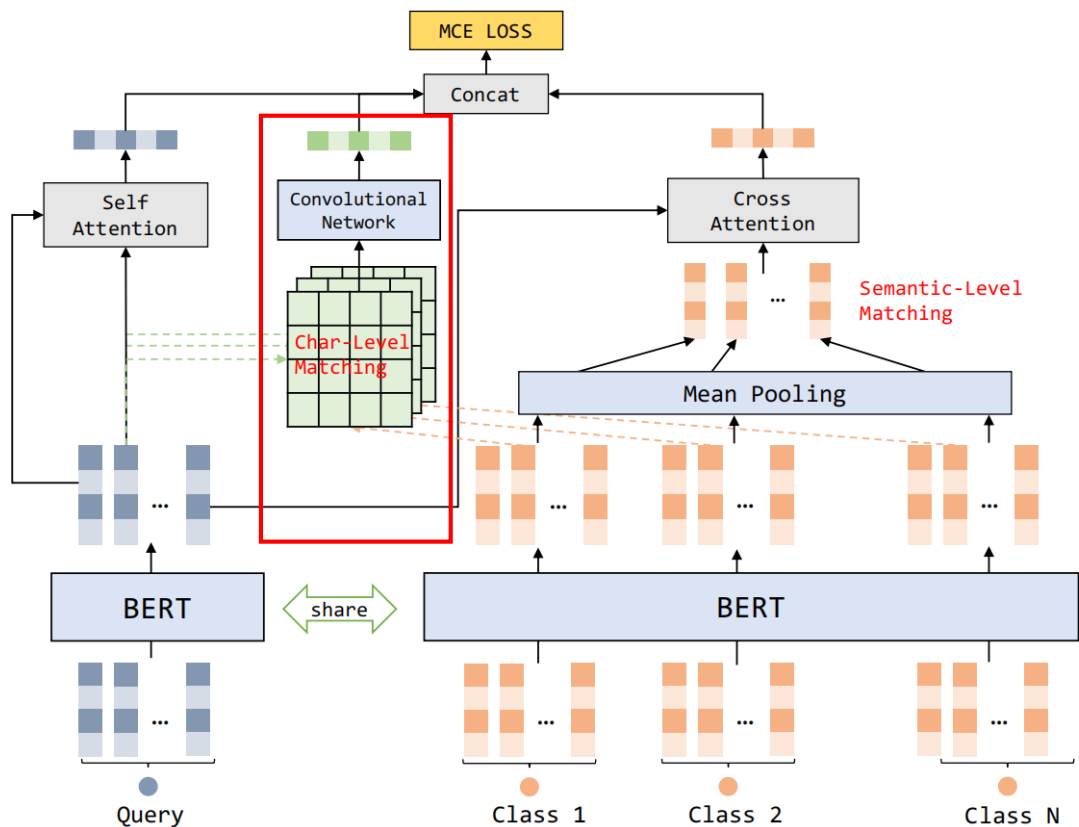 MCE LOSS
Concat
Self
Attention
Convolutional
Network
Cross
Attention
Char-Level
Matching
Semantic-Level
Matching
...
Mean Pooling
...
...
...
...
BERT
share
BERT
...
...
...
...
Query
Class 1
Class 2
Class N